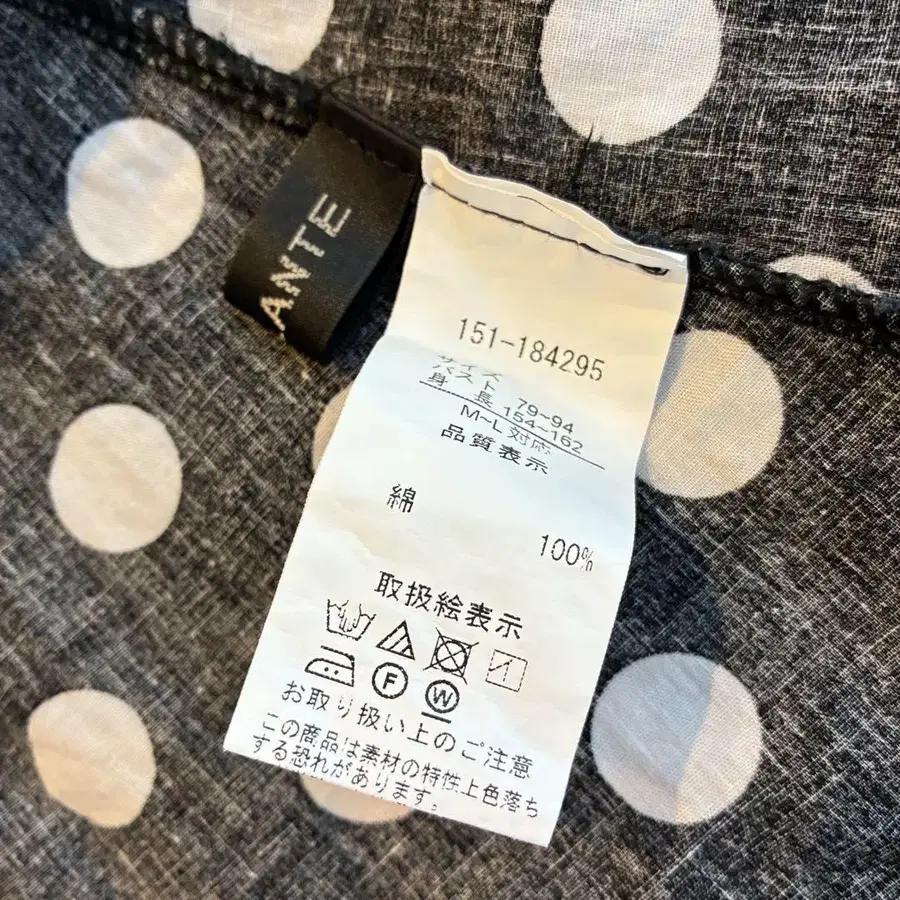 ANTE
151-184295
サイズ
バスト 79~94
身長 154~162
M~L 対応
品質表示
綿 100%
取扱絵表示
F W
お取り扱い上のご注意
この商品は素材の特性上色落ち
する恐れがあります。